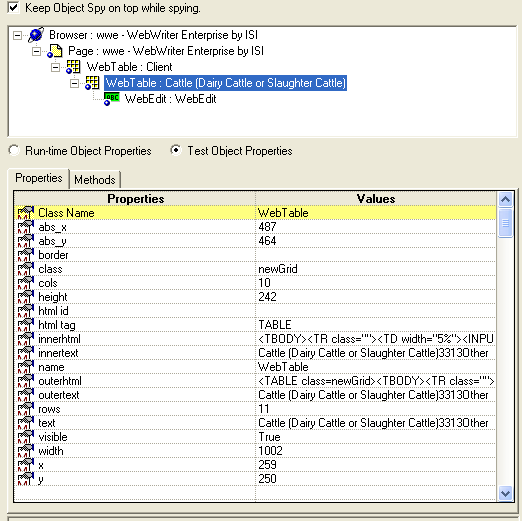 Keep Object Spy on top while spying.
Browser : wwe - WebWriter Enterprise by ISI
Page : wwe - WebWriter Enterprise by ISI
WebTable : Client
WebTable : Cattle (Dairy Cattle or Slaughter Cattle)
ABC WebEdit : WebEdit
Run-time Object Properties Test Object Properties
Properties Methods
Properties Values
Class Name WebTable
abs_x 487
abs_y 464
border
class newGrid
cols 10
height 242
html id
html tag TABLE
innerhtml <TBODY><TR class=""><TD width="5%"><INPU
innertext Cattle (Dairy Cattle or Slaughter Cattle)3313Other
name WebTable
outerhtml <TABLE class=newGrid><TBODY><TR class="">
outertext Cattle (Dairy Cattle or Slaughter Cattle)3313Other
rows 11
text Cattle (Dairy Cattle or Slaughter Cattle)3313Other
visible True
width 1002
x 259
y 250